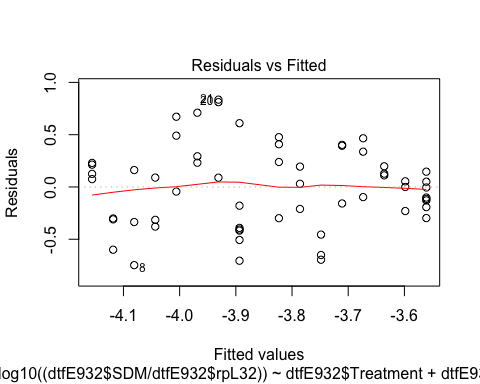 Residuals vs Fitted
Residuals
1.0
0.5
0.0
-0.5
21
20
8
-4.1 -4.0 -3.9 -3.8 -3.7 -3.6
Fitted values
log10((dtfE932$SDM/dtfE932$rpL32)) ~ dtfE932$Treatment + dtfE93